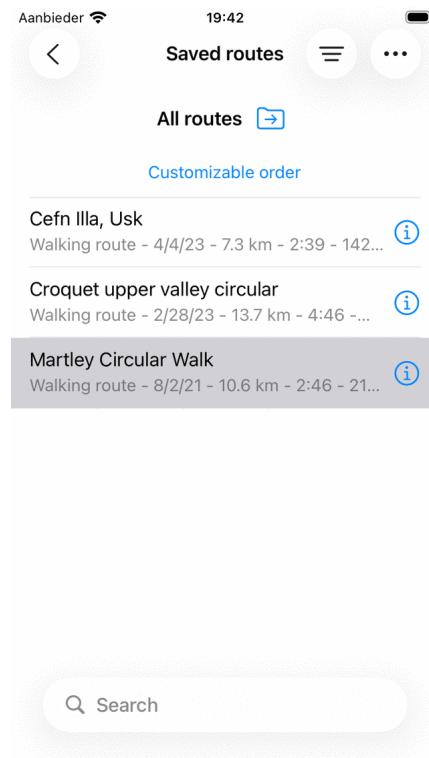 Aanbieder 19:42
Saved routes
All routes
Customizable order
Cefn Illa, Usk
Walking route - 4/4/23 - 7.3 km - 2:39 - 142...
Croquet upper valley circular
Walking route - 2/28/23 - 13.7 km - 4:46 -...
Martley Circular Walk
Walking route - 8/2/21 - 10.6 km - 2:46 - 21...
Search